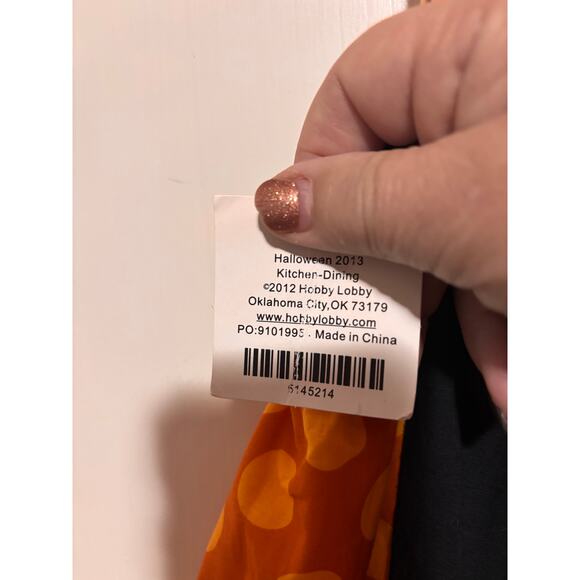 Halloween 2013
Kitchen-Dining
©2012 Hobby Lobby
Oklahoma City,OK 73179
www.hobbylobby.com
PO:9101995 · Made in China
6145214